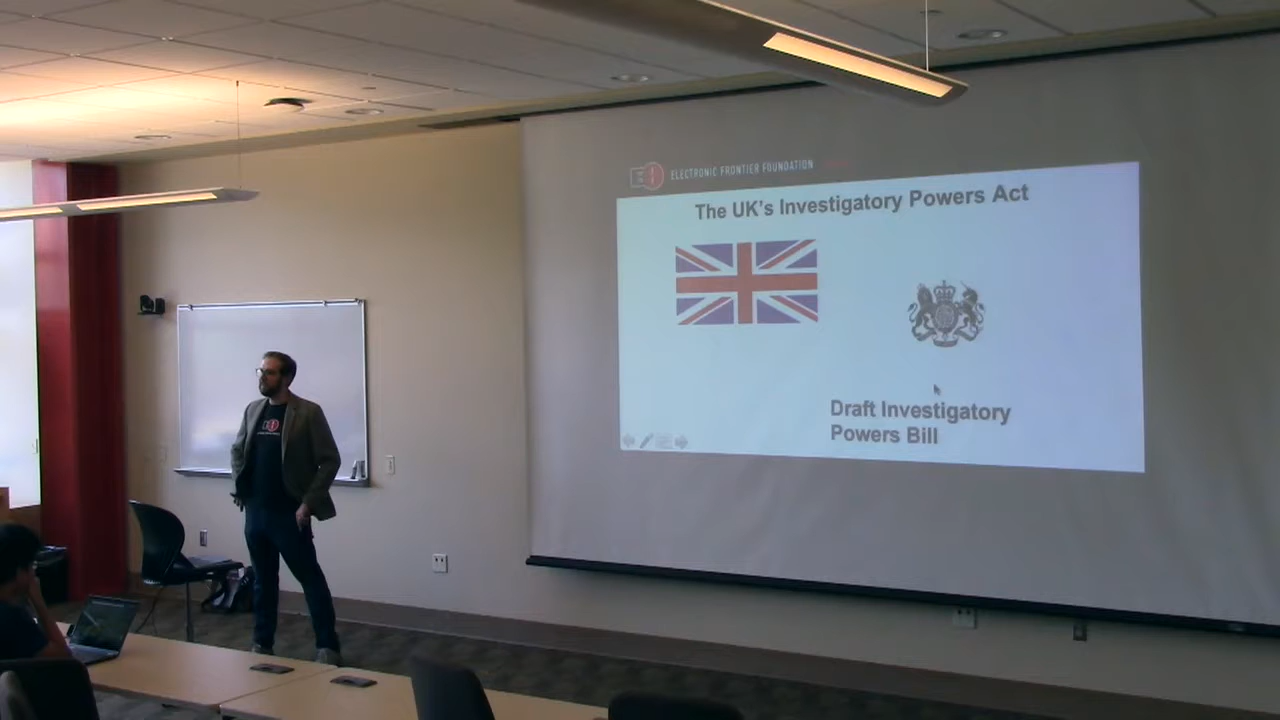 ELECTRONIC FRONTIER FOUNDATION
The UK's Investigatory Powers Act
Draft Investigatory
Powers Bill